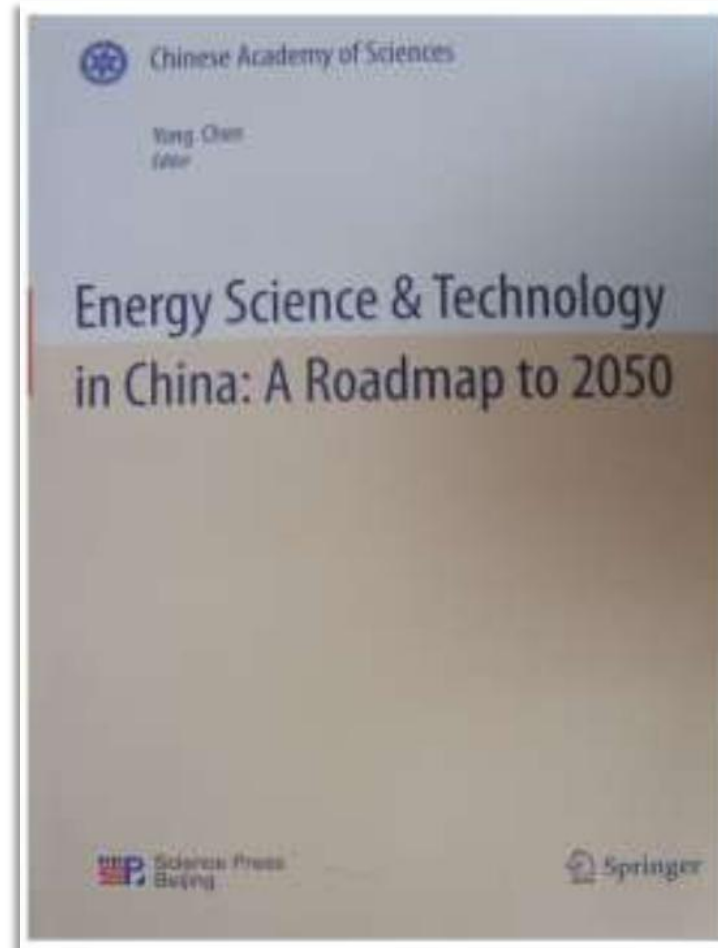 Chinese Academy of Sciences
Yong Chen
Editor
Energy Science & Technology
in China: A Roadmap to 2050
Science Press
Beijing
Springer